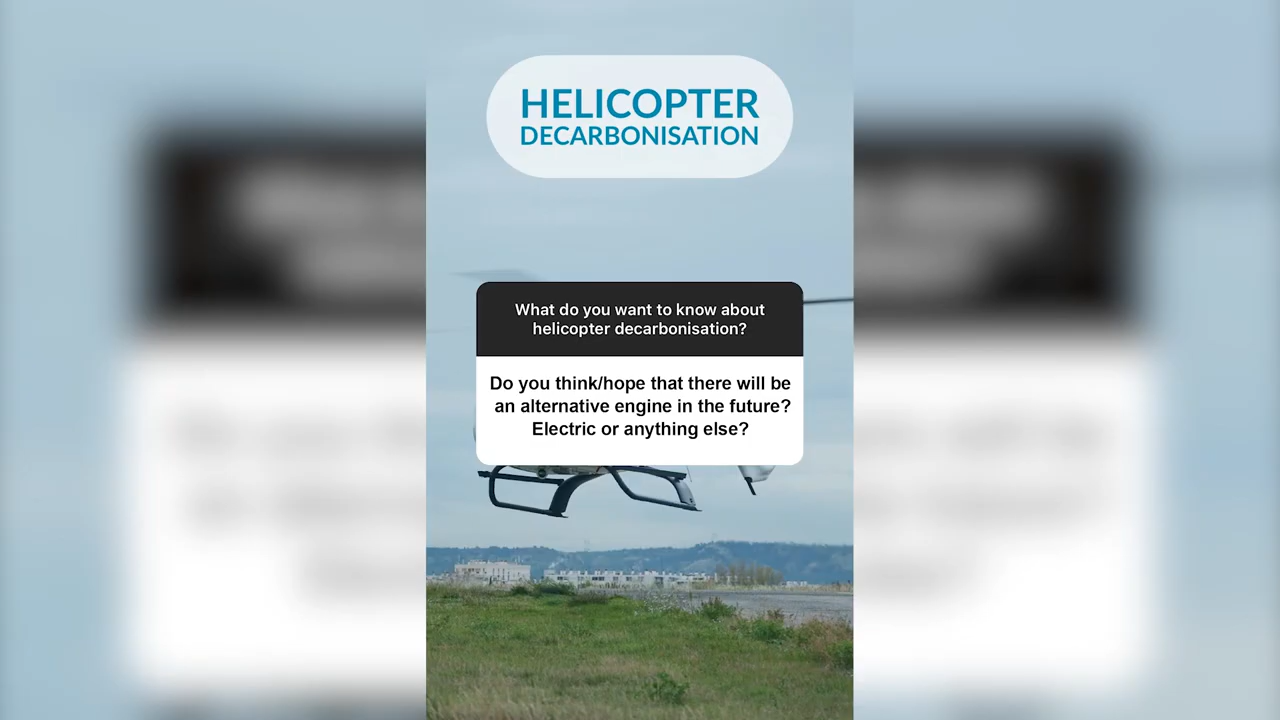 HELICOPTER
DECARBONISATION
What do you want to know about
helicopter decarbonisation?
Do you think/hope that there will be
an alternative engine in the future?
Electric or anything else?